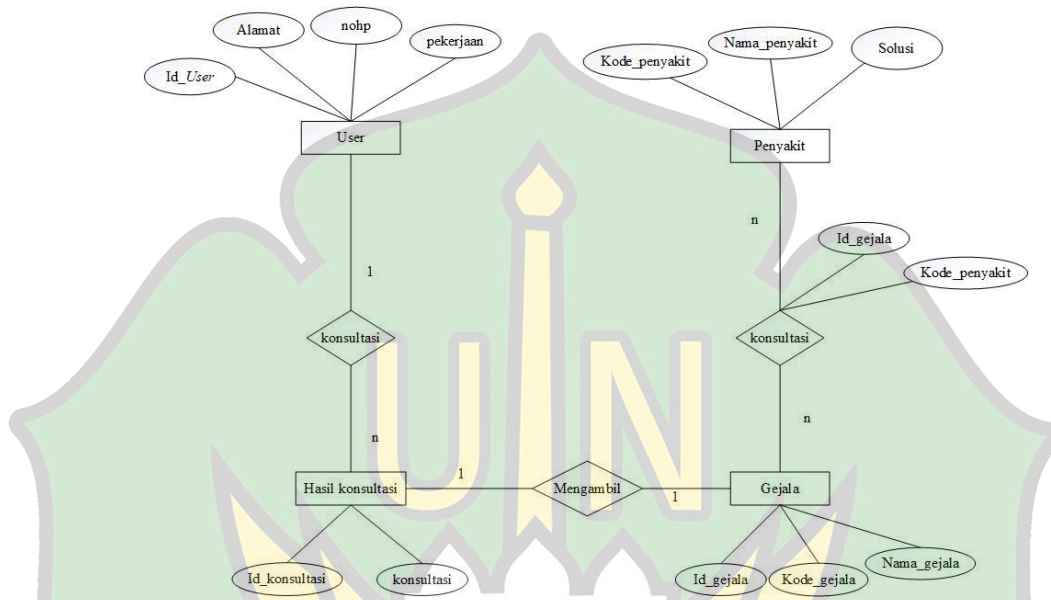 Alamat
nohp
pekerjaan
Id_User
User
Kode_penyakit
Nama_penyakit
Solusi
Penyakit
n
Id_gejala
Kode_penyakit
1
konsultasi
konsultasi
n
n
Hasil konsultasi
1
Mengambil
1
Gejala
Id_konsultasi
konsultasi
Id_gejala
Kode_gejala
Nama_gejala
UIN